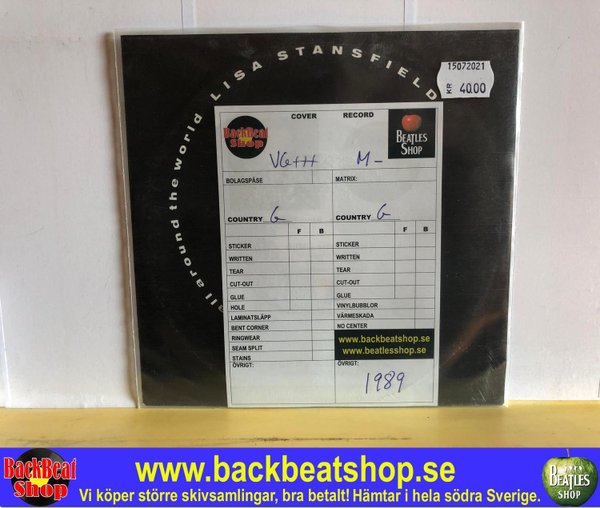 all around the world LISA STANSFIELD
15072021
KR 40.00
COVER RECORD
BackBeat Shop
BEATLES SHOP
VG+++ M-
BOLAGSPÅSE MATRIX:
COUNTRY G COUNTRY G
F B F B
STICKER STICKER
WRITTEN WRITTEN
TEAR TEAR
CUT-OUT CUT-OUT
GLUE GLUE
HOLE VINYLBUBBLOR
LAMINATSLÄPP VÄRMESKADA
BENT CORNER NO CENTER
RINGWEAR
SEAM SPLIT
STAINS
www.backbeatshop.se
www.beatlesshop.se
ÖVRIGT: ÖVRIGT:
1989
BackBeat Shop
www.backbeatshop.se
Vi köper större skivsamlingar, bra betalt! Hämtar i hela södra Sverige.
BEATLES SHOP